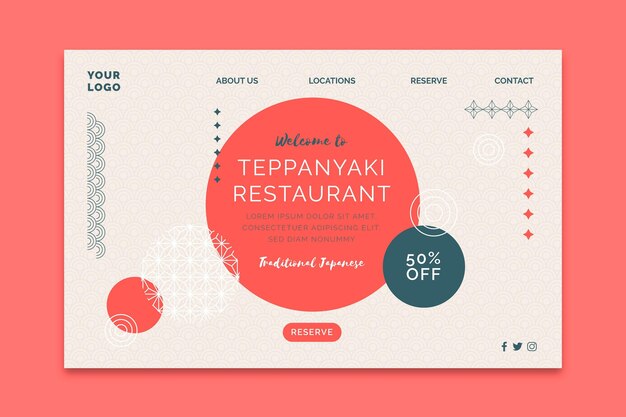 YOUR
LOGO
ABOUT US
LOCATIONS
RESERVE
CONTACT
Welcome to
TEPPANYAKI
RESTAURANT
LOREM IPSUM DOLOR SIT AMET,
CONSECTETUER ADIPISCING ELIT,
SED DIAM NONUMMY
Traditional Japanese
50%
OFF
RESERVE